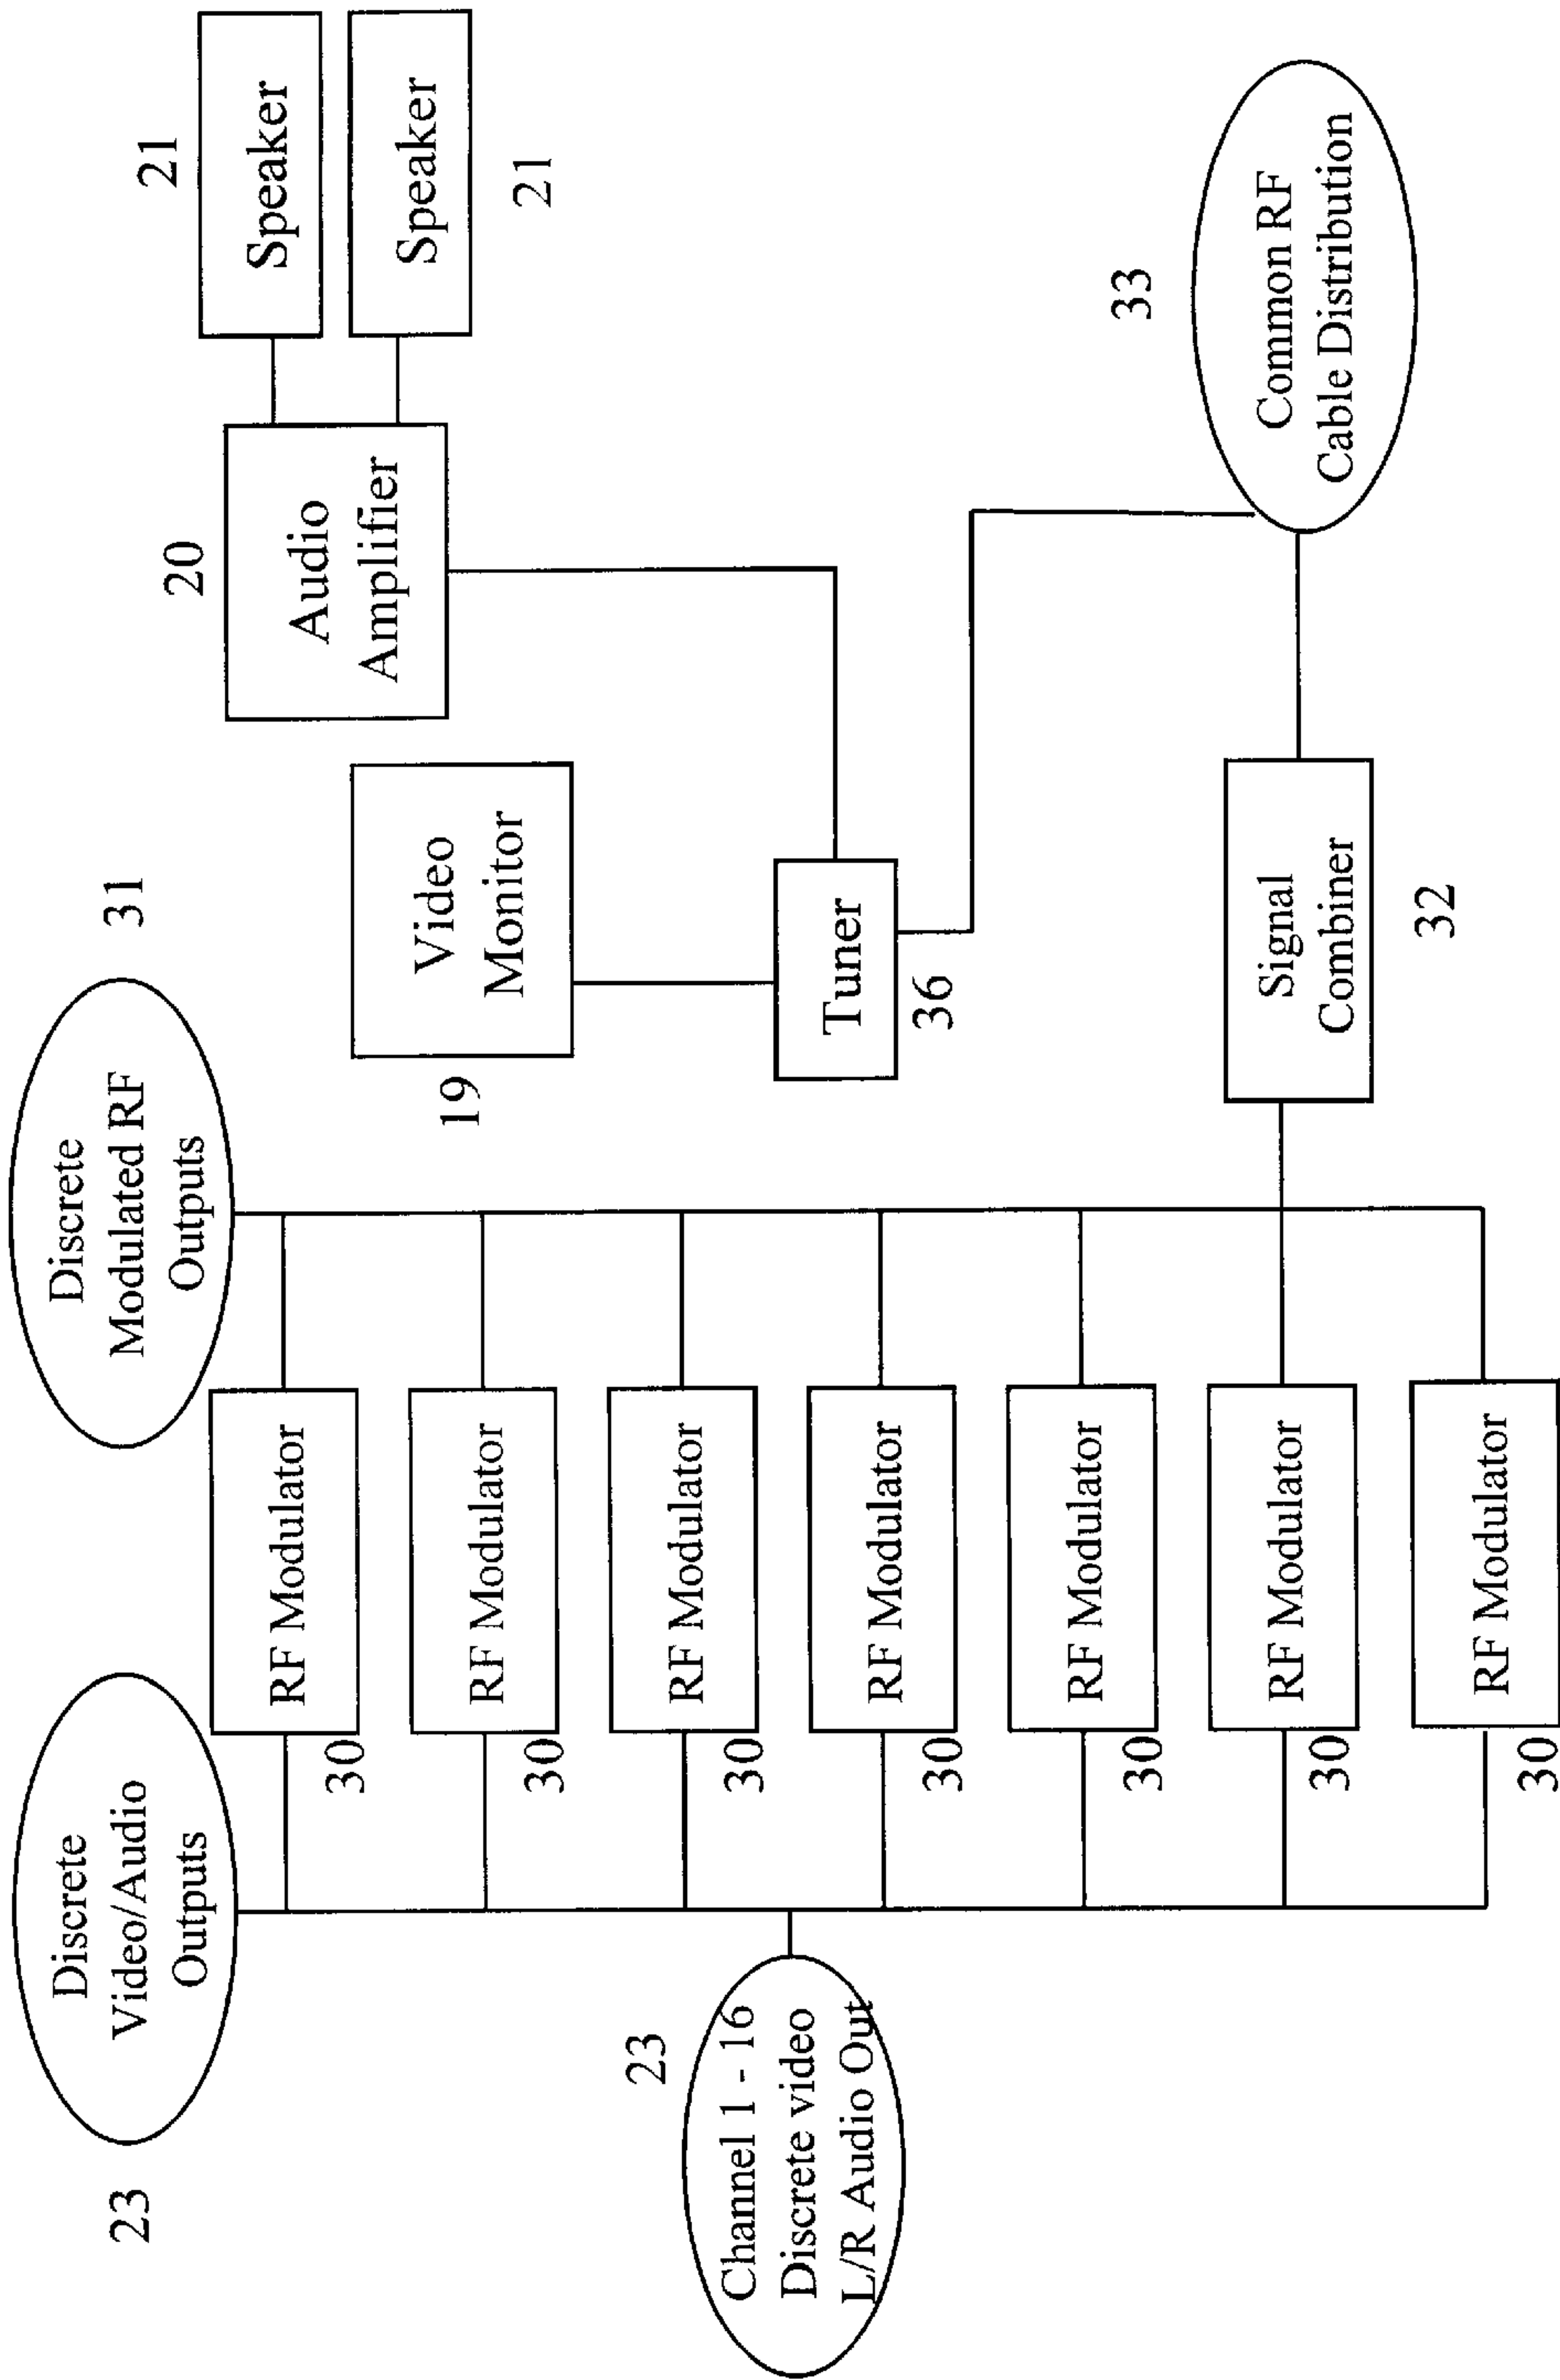 23
Discrete
Video/Audio
Outputs
Discrete
Modulated RF
Outputs
31
20
21
Speaker
Audio
Amplifier
Speaker
21
19
Video
Monitor
RF Modulator
30
RF Modulator
30
RF Modulator
30
RF Modulator
30
RF Modulator
30
RF Modulator
30
RF Modulator
30
23
Channel 1 - 16
Discrete video
L/R Audio Out
Tuner
36
33
Common RF
Cable Distribution
Signal
Combiner
32